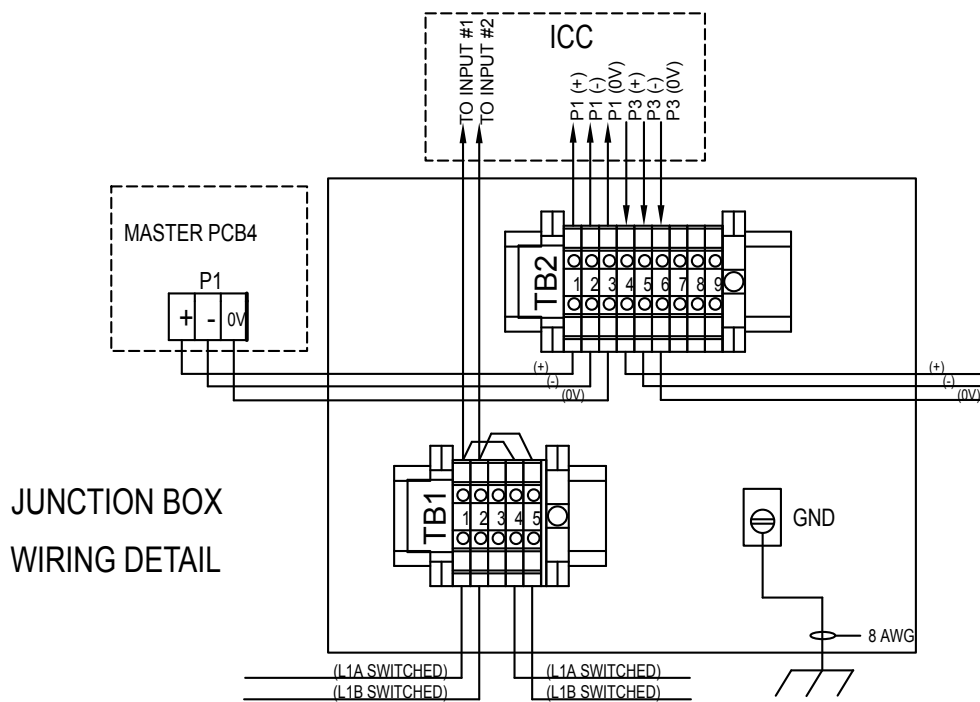 TO INPUT #1
TO INPUT #2
ICC
P1 (+)
P1 (-)
P1 (0V)
P3 (+)
P3 (-)
P3 (0V)
MASTER PCB4
P1
+ - 0V
TB2
1 2 3 4 5 6 7 8 9
(+)
(-)
(0V)
(+)
(-)
(0V)
JUNCTION BOX
WIRING DETAIL
TB1
1 2 3 4 5
GND
8 AWG
(L1A SWITCHED)
(L1B SWITCHED)
(L1A SWITCHED)
(L1B SWITCHED)